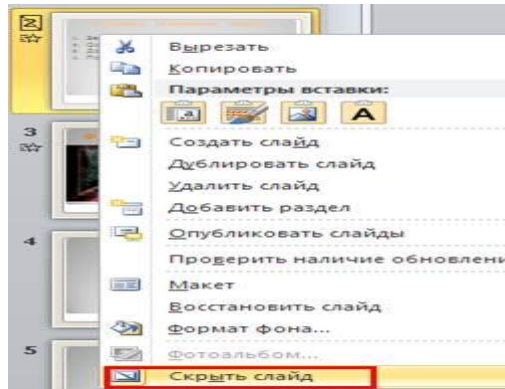 2
Вырезать
Копировать
Параметры вставки:
a
A
Создать слайд
3
Дублировать слайд
Удалить слайд
Добавить раздел
4
Опубликовать слайды
Проверить наличие обновлени
Макет
Восстановить слайд
Формат фона...
5
Фотоальбом...
Скрыть слайд